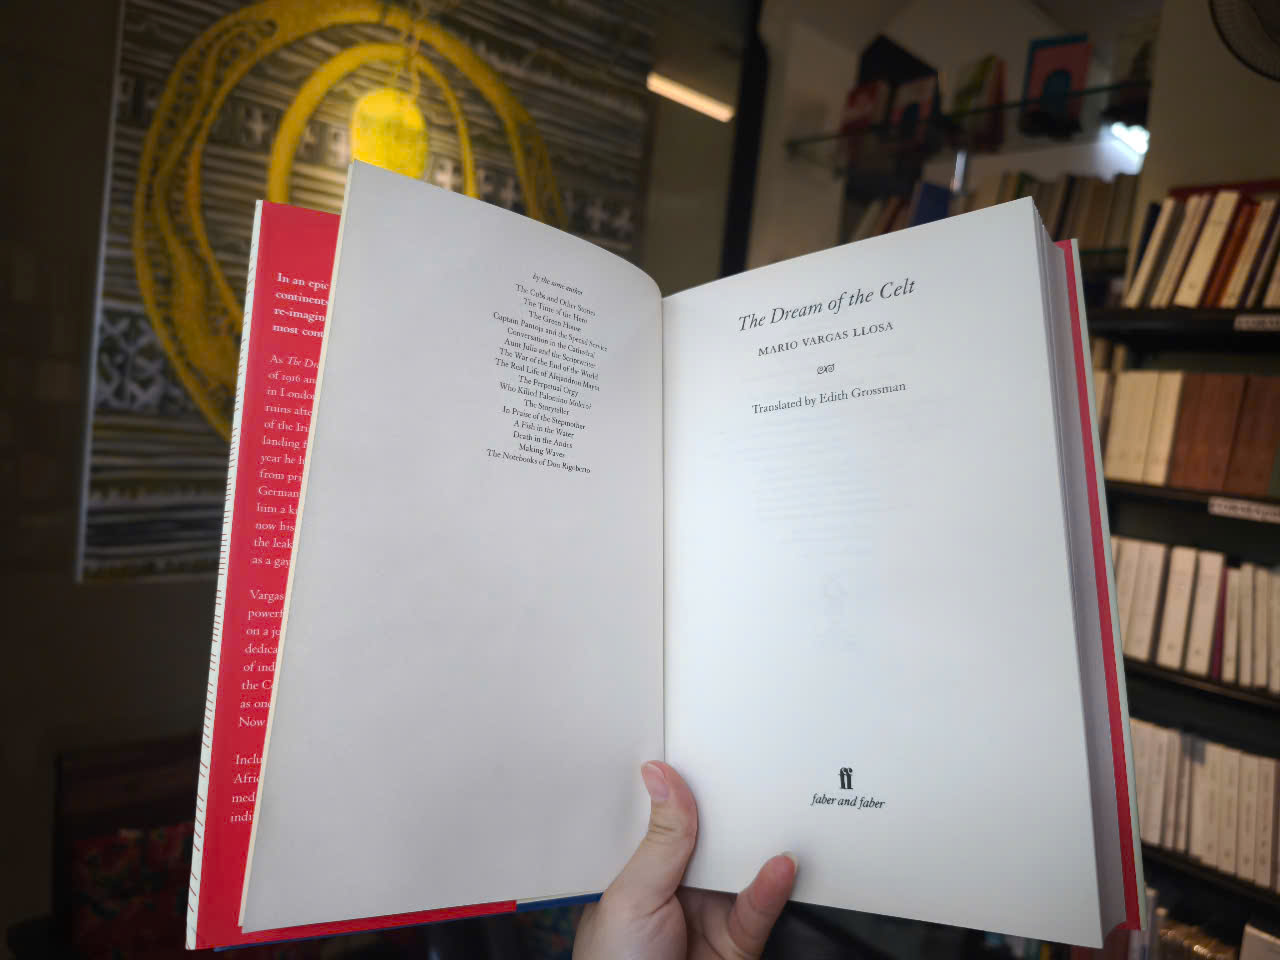 In an epic
continents
re-imagin
most cont
As The Dr
of 1916 an
in London
ruins afte
of the Iri
landing f
year he h
from pri
German
lum a k
now his
the leak
as a gay
Vargas
powerf
on a jo
dedica
of ind
the Co
as one
Now
Inclu
Afric
med
indi
by the same author
The Cubs and Other Stories
The Time of the Hero
The Green House
Captain Pantoja and the Special Service
Conversation in the Cathedral
Aunt Julia and the Scriptwriter
The War of the End of the World
The Real Life of Alejandro Mayta
The Perpetual Orgy
Who Killed Palomino Molero?
The Storyteller
In Praise of the Stepmother
A Fish in the Water
Death in the Andes
Making Waves
The Notebooks of Don Rigoberto
The Dream of the Celt
MARIO VARGAS LLOSA
Translated by Edith Grossman
ff
faber and faber